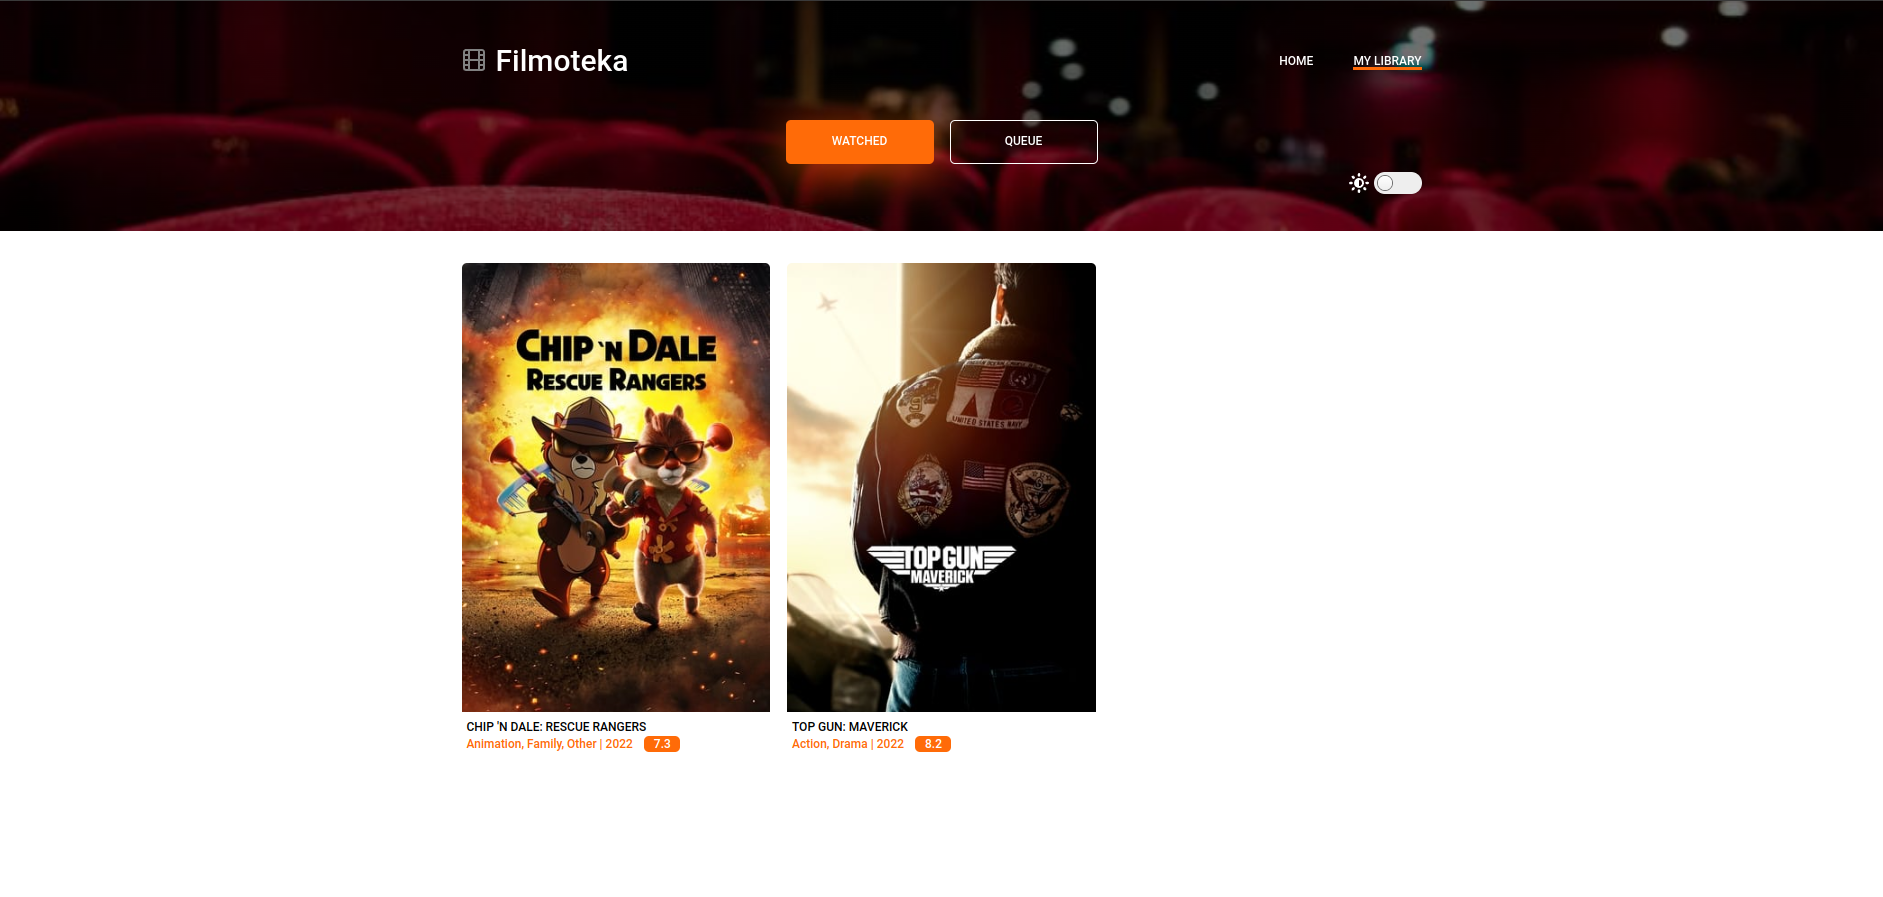 Filmoteka
HOME
MY LIBRARY
WATCHED
QUEUE
CHIP 'N DALE
RESCUE RANGERS
UNITED STATES NAVY
TOP GUN
MAVERICK
CHIP 'N DALE: RESCUE RANGERS
Animation, Family, Other | 2022 7.3
TOP GUN: MAVERICK
Action, Drama | 2022 8.2